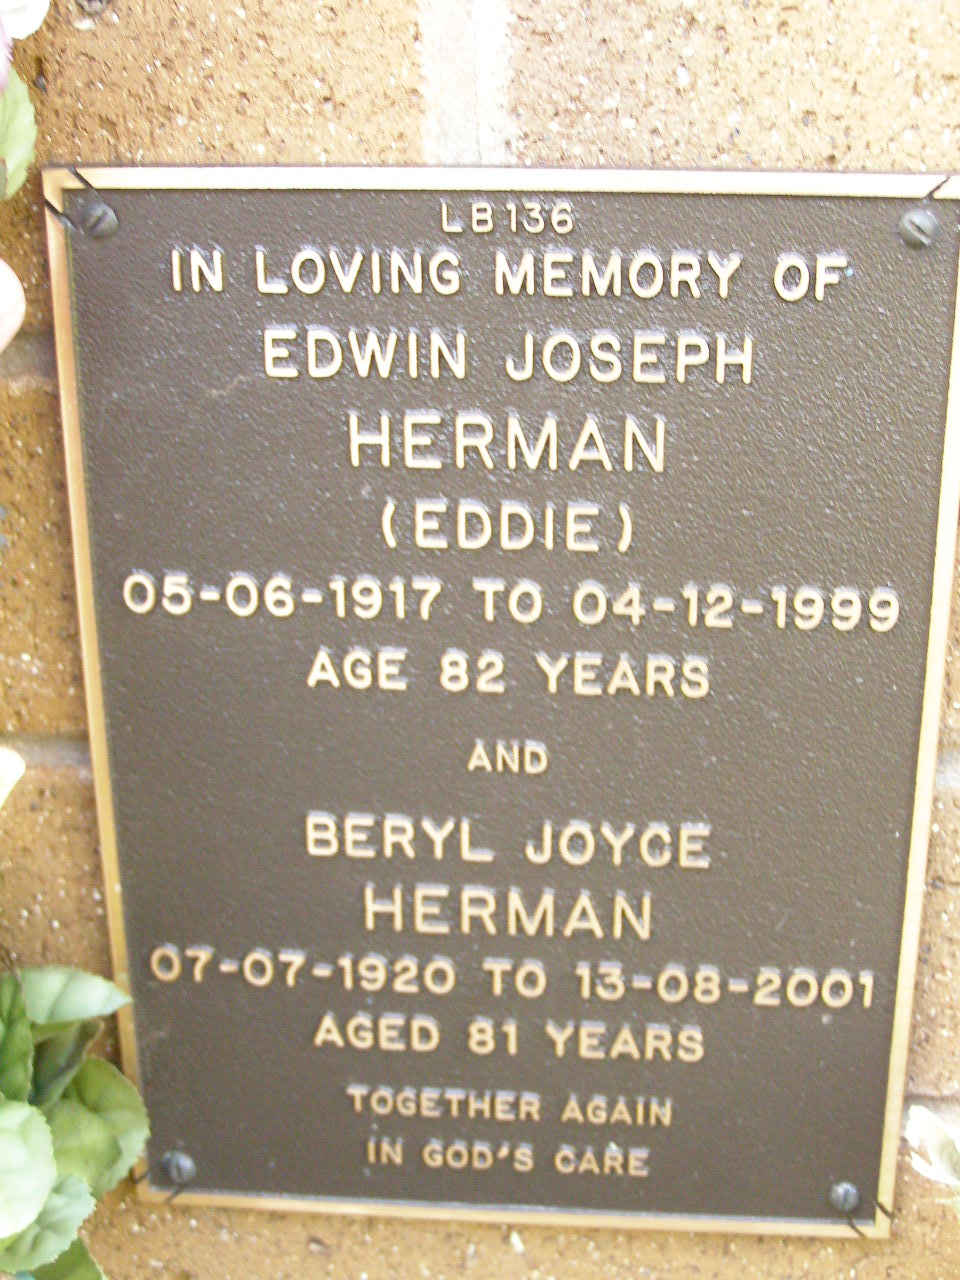 LB136
IN LOVING MEMORY OF
EDWIN JOSEPH
HERMAN
(EDDIE)
05-06-1917 TO 04-12-1999
AGE 82 YEARS
AND
BERYL JOYCE
HERMAN
07-07-1920 TO 13-08-2001
AGED 81 YEARS
TOGETHER AGAIN
IN GOD'S CARE